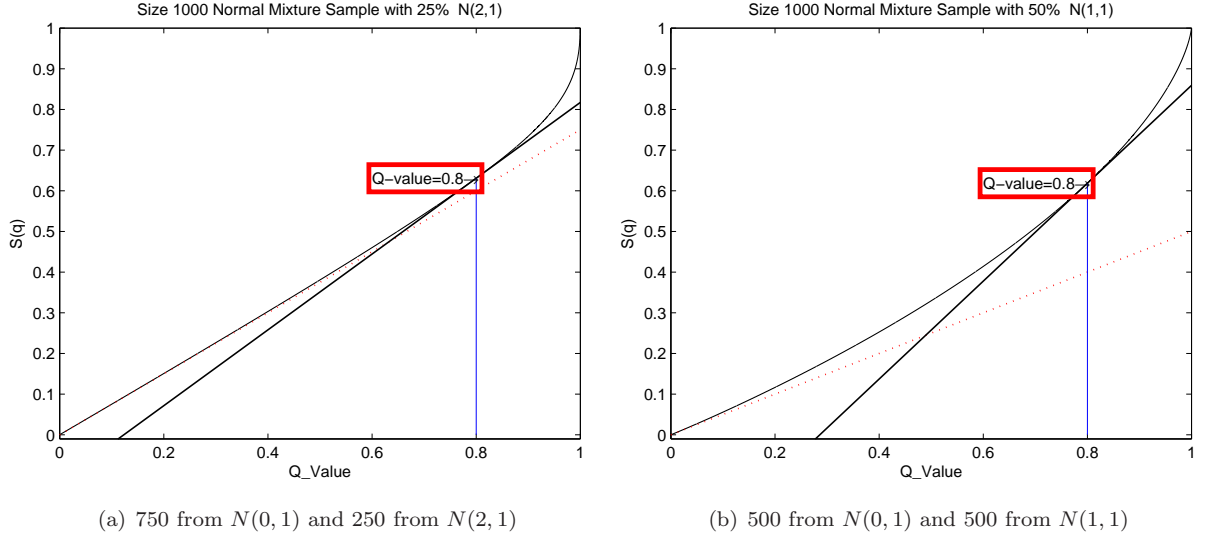 Size 1000 Normal Mixture Sample with 25% N(2,1)
1
0.9
0.8
0.7
0.6
0.5
0.4
0.3
0.2
0.1
0
S(q)
Q−value=0.8→
0 0.2 0.4 0.6 0.8 1
Q_Value
(a) 750 from N(0, 1) and 250 from N(2, 1)
Size 1000 Normal Mixture Sample with 50% N(1,1)
1
0.9
0.8
0.7
0.6
0.5
0.4
0.3
0.2
0.1
0
S(q)
Q−value=0.8→
0 0.2 0.4 0.6 0.8 1
Q_Value
(b) 500 from N(0, 1) and 500 from N(1, 1)